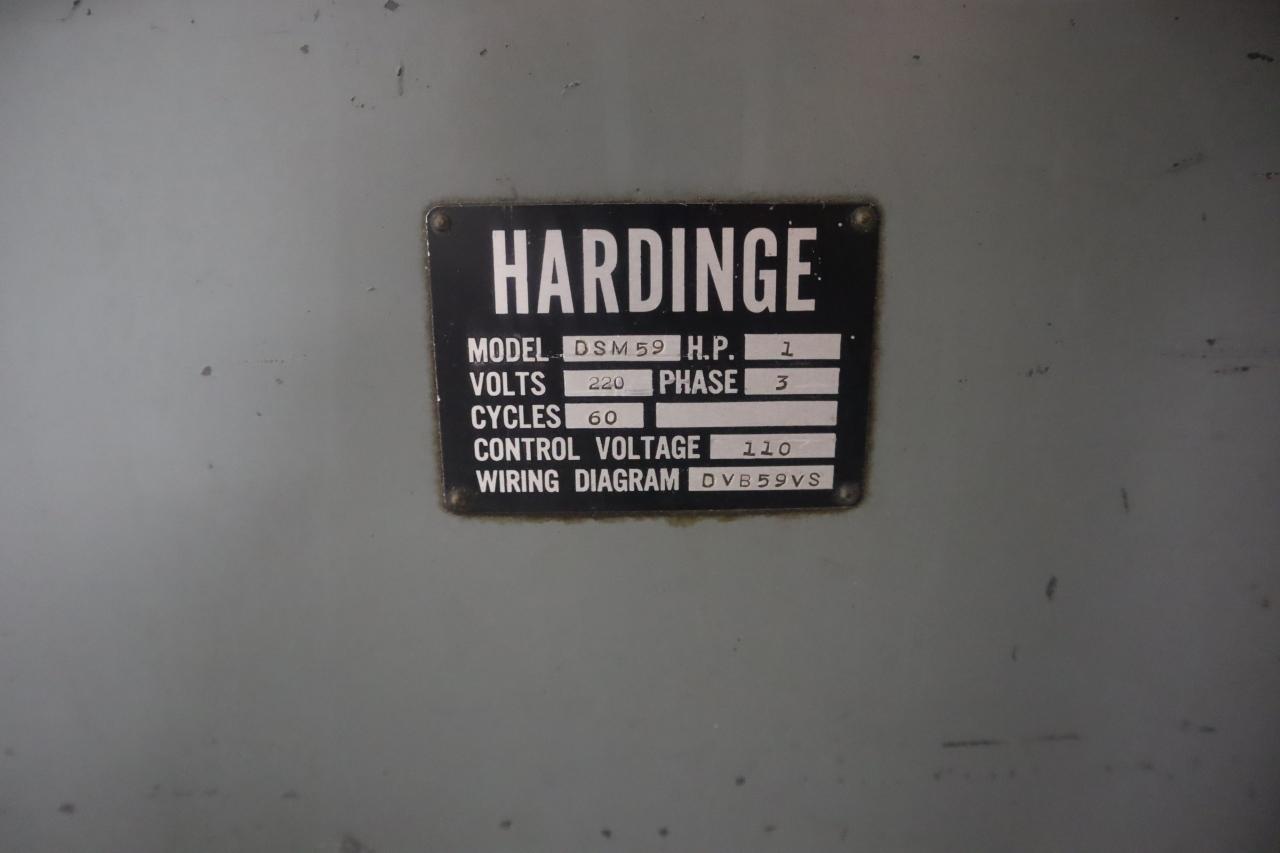 HARDINGE
MODEL DSM59 H.P. 1
VOLTS 220 PHASE 3
CYCLES 60
CONTROL VOLTAGE 110
WIRING DIAGRAM DVB59VS